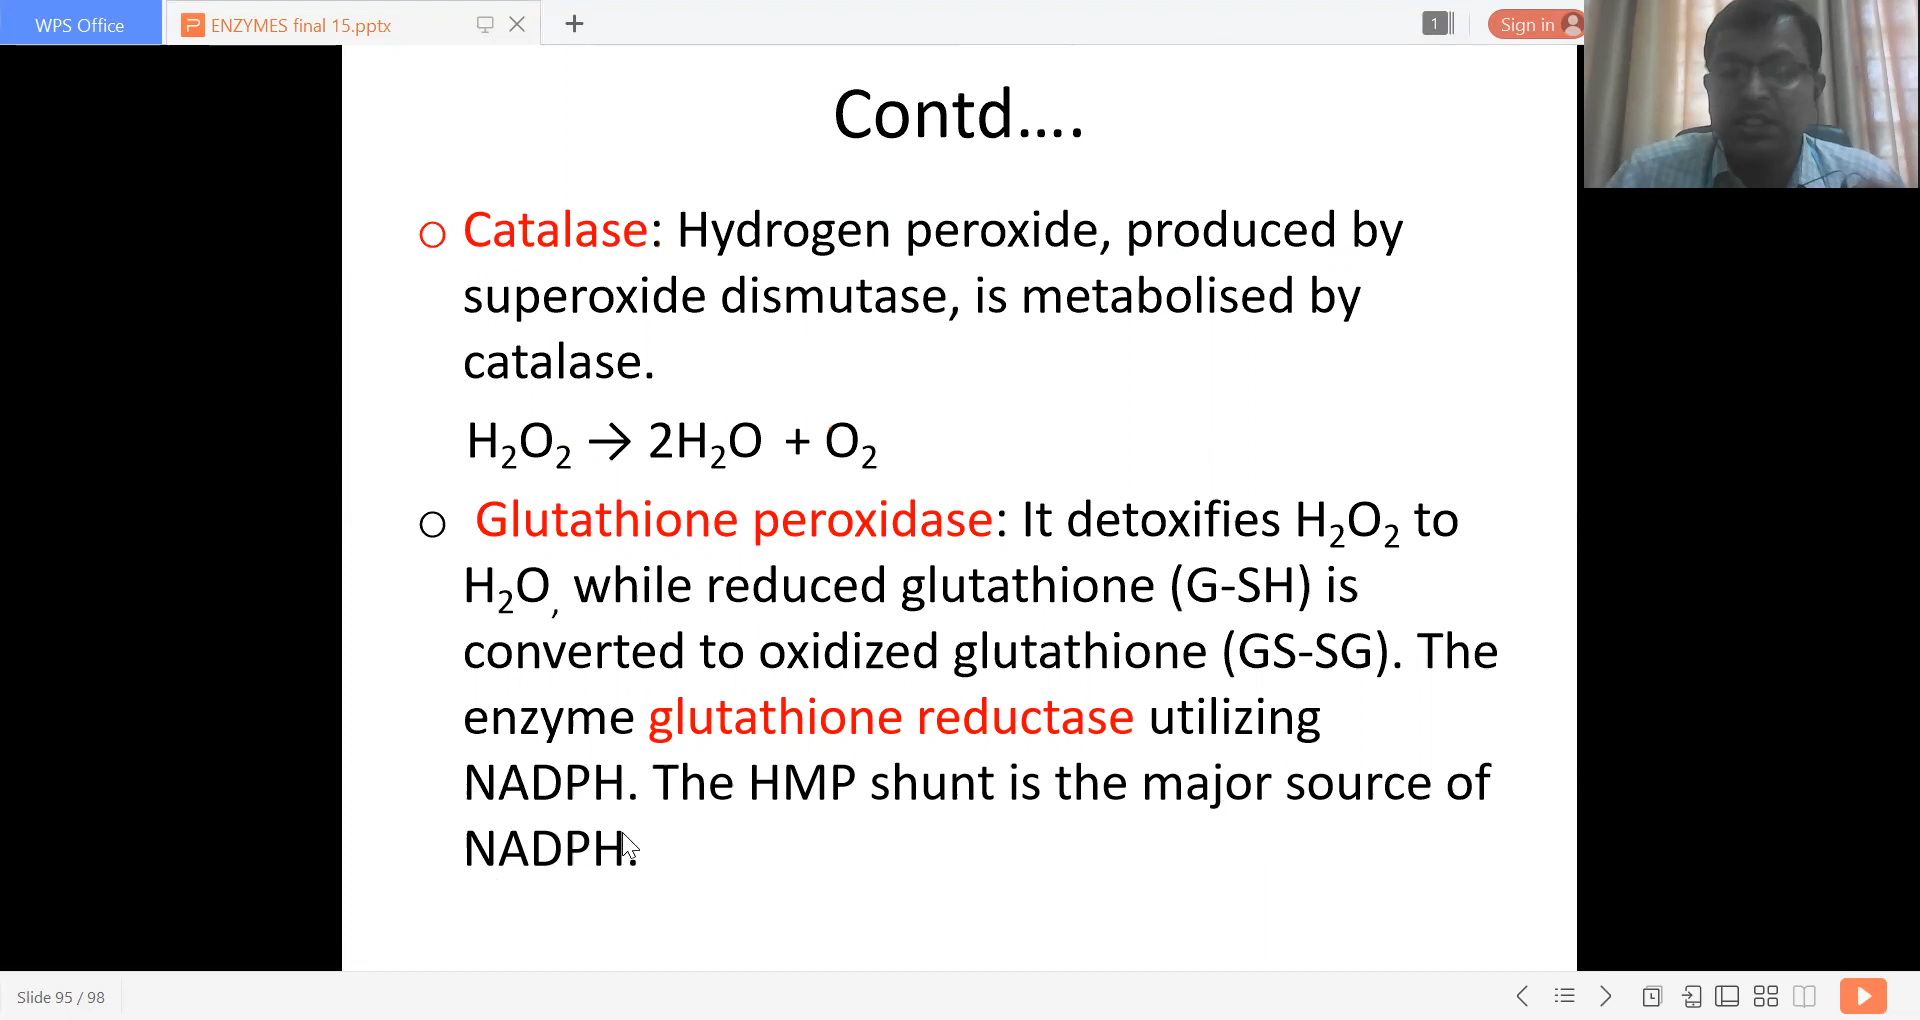 WPS Office
ENZYMES final 15.pptx
1
Sign in
Contd....
Catalase: Hydrogen peroxide, produced by
superoxide dismutase, is metabolised by
catalase.
H₂O₂ → 2H₂O + O₂
Glutathione peroxidase: It detoxifies H₂O₂ to
H₂O, while reduced glutathione (G-SH) is
converted to oxidized glutathione (GS-SG). The
enzyme glutathione reductase utilizing
NADPH. The HMP shunt is the major source of
NADPH.
Slide 95 / 98